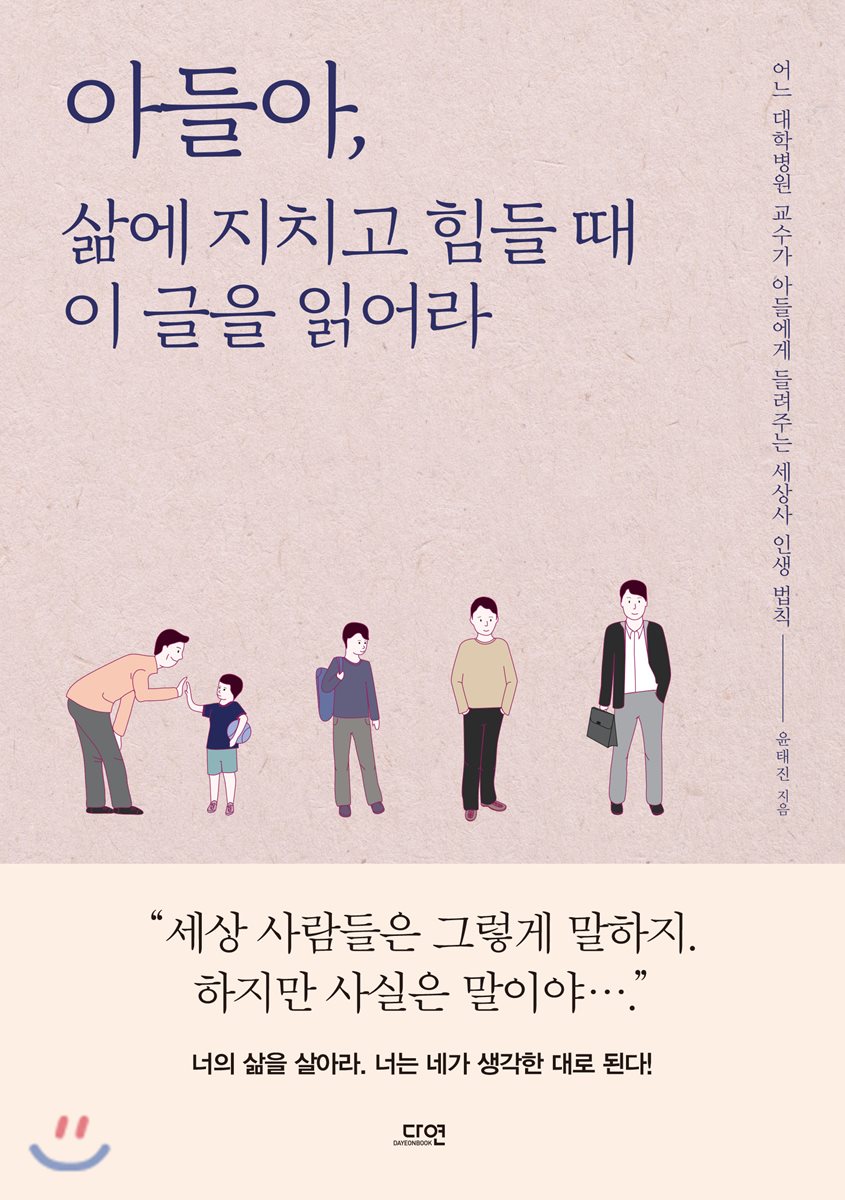 아들아,
삶에 지치고 힘들 때
이 글을 읽어라
어느 대학병원 교수가 아들에게 들려주는 세상사 인생 법칙
윤태진 지음
“세상 사람들은 그렇게 말하지.
하지만 사실은 말이야….”
너의 삶을 살아라. 너는 네가 생각한 대로 된다!
다연
DAYEONBOOK